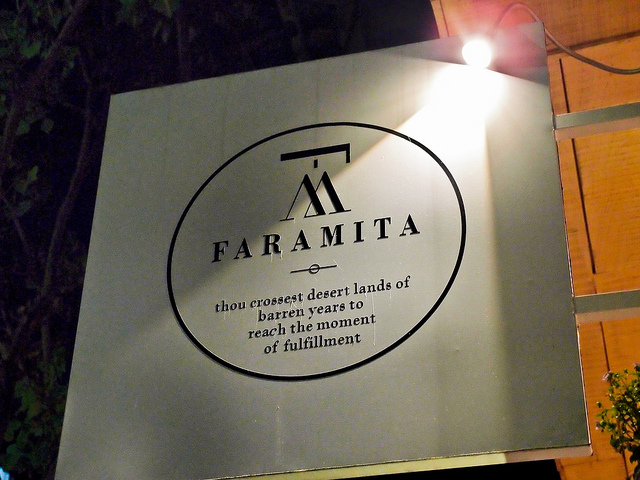 FARAMITA
thou crossest desert lands of
barren years to
reach the moment
of fulfillment